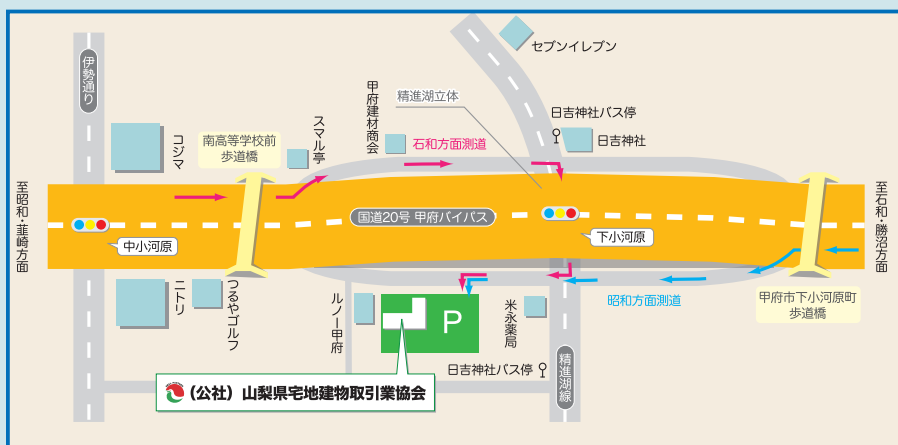 セブンイレブン
伊勢通り
精進湖立体
甲府建材商会
日吉神社バス停
日吉神社
スマル亭
石和方面測道
コジマ
南高等学校前
歩道橋
至昭和・韮崎方面
至石和・勝沼方面
国道20号 甲府バイパス
中小河原
下小河原
ニトリ
つるやゴルフ
ルノー甲府
P
米永薬局
昭和方面測道
甲府市下小河原町
歩道橋
日吉神社バス停
精進湖線
(公社)山梨県宅地建物取引業協会